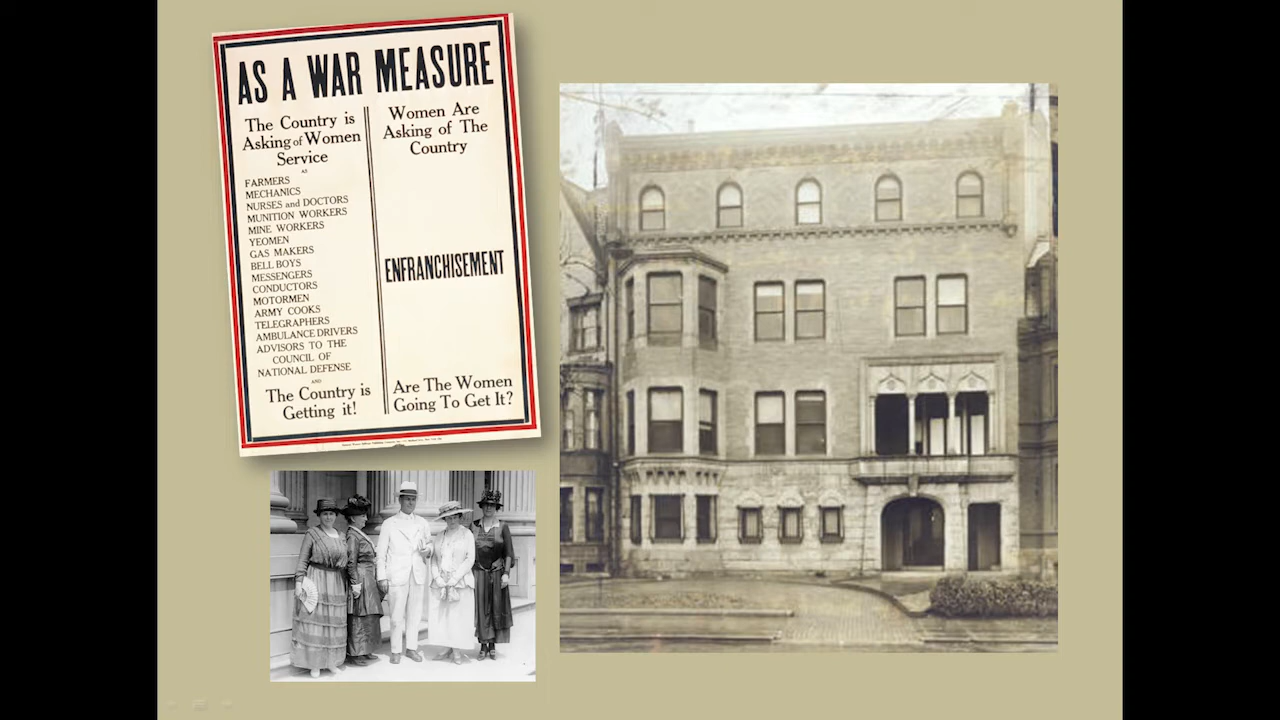 AS A WAR MEASURE
The Country is
Asking of Women
Service
AS
FARMERS
MECHANICS
NURSES and DOCTORS
MUNITION WORKERS
MINE WORKERS
YEOMEN
GAS MAKERS
BELL BOYS
MESSENGERS
CONDUCTORS
MOTORMEN
ARMY COOKS
TELEGRAPHERS
AMBULANCE DRIVERS
ADVISORS TO THE
COUNCIL OF
NATIONAL DEFENSE
AND
The Country is
Getting it!
Women Are
Asking of The
Country
ENFRANCHISEMENT
Are The Women
Going To Get It?